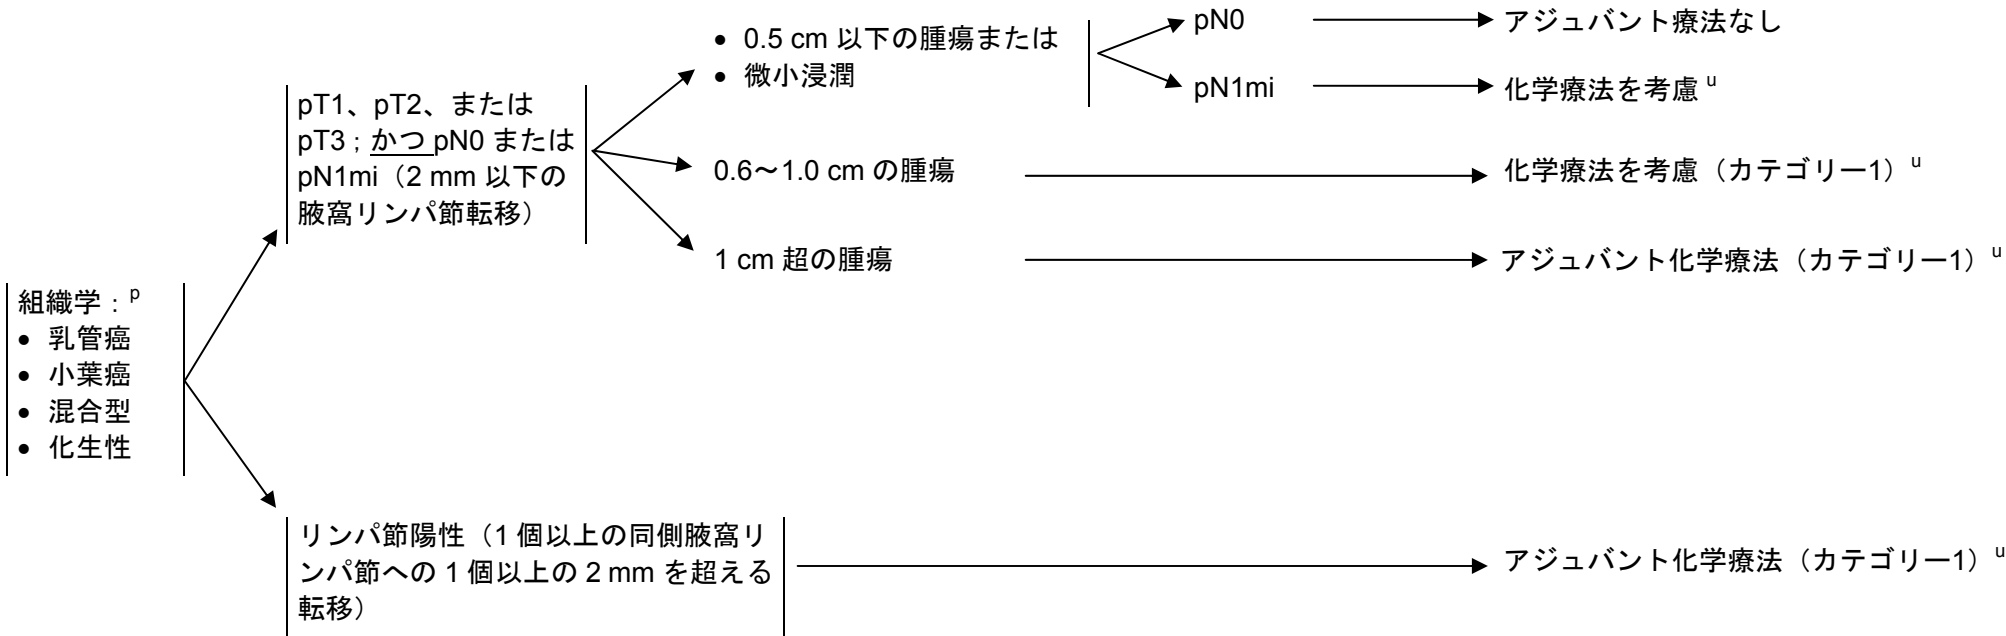 組織学：p
• 乳管癌
• 小葉癌
• 混合型
• 化生性
pT1、pT2、または
pT3；かつ pN0 または
pN1mi（2 mm 以下の
腋窩リンパ節転移）
• 0.5 cm 以下の腫瘍または
• 微小浸潤
pN0
アジュバント療法なし
pN1mi
化学療法を考慮 u
0.6～1.0 cm の腫瘍
化学療法を考慮（カテゴリー1）u
1 cm 超の腫瘍
アジュバント化学療法（カテゴリー1）u
リンパ節陽性（1 個以上の同側腋窩リ
ンパ節への 1 個以上の 2 mm を超える
転移）
アジュバント化学療法（カテゴリー1）u